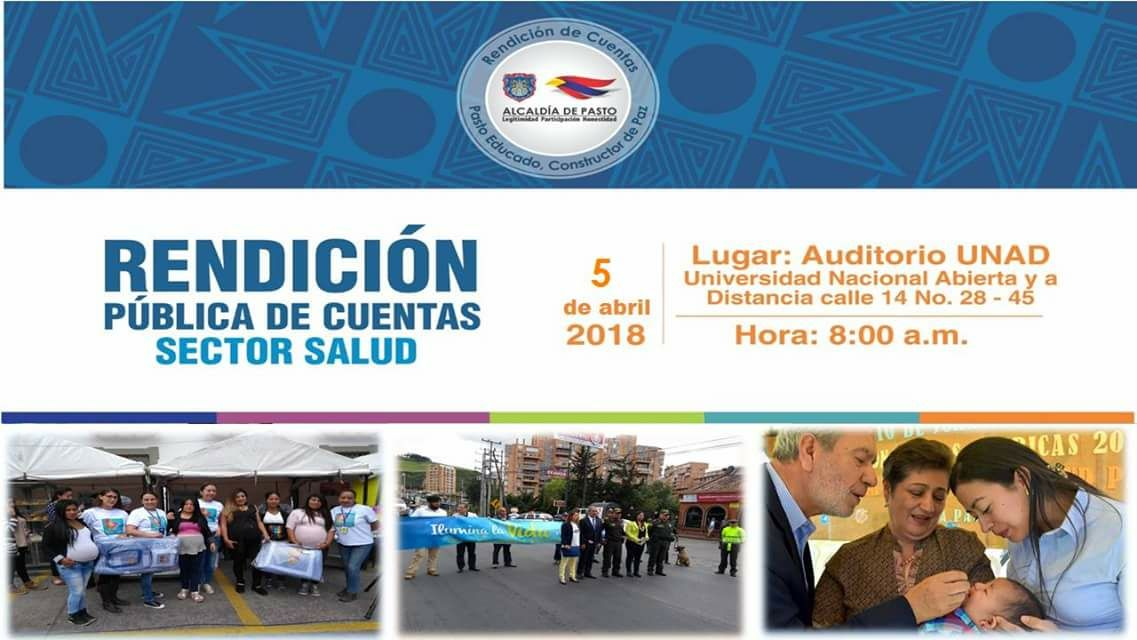 Rendición de Cuentas
ALCALDÍA DE PASTO
Legitimidad Participación Honestidad
Pasto Educado, Constructor de Paz
RENDICIÓN
PÚBLICA DE CUENTAS
SECTOR SALUD
5
de abril
2018
Lugar: Auditorio UNAD
Universidad Nacional Abierta y a
Distancia calle 14 No. 28 - 45
Hora: 8:00 a.m.
Ilumina la Vida